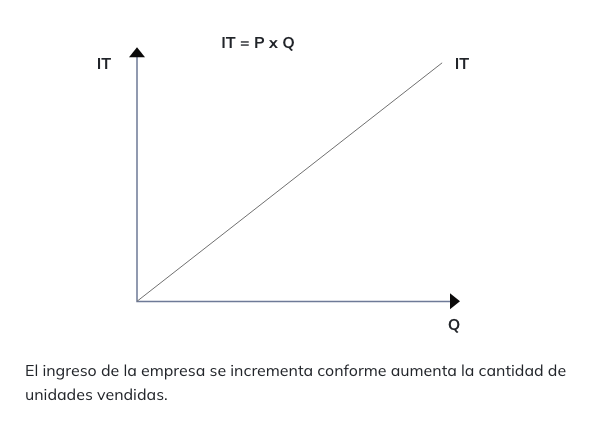 IT = P x Q
IT
IT
Q
El ingreso de la empresa se incrementa conforme aumenta la cantidad de
unidades vendidas.